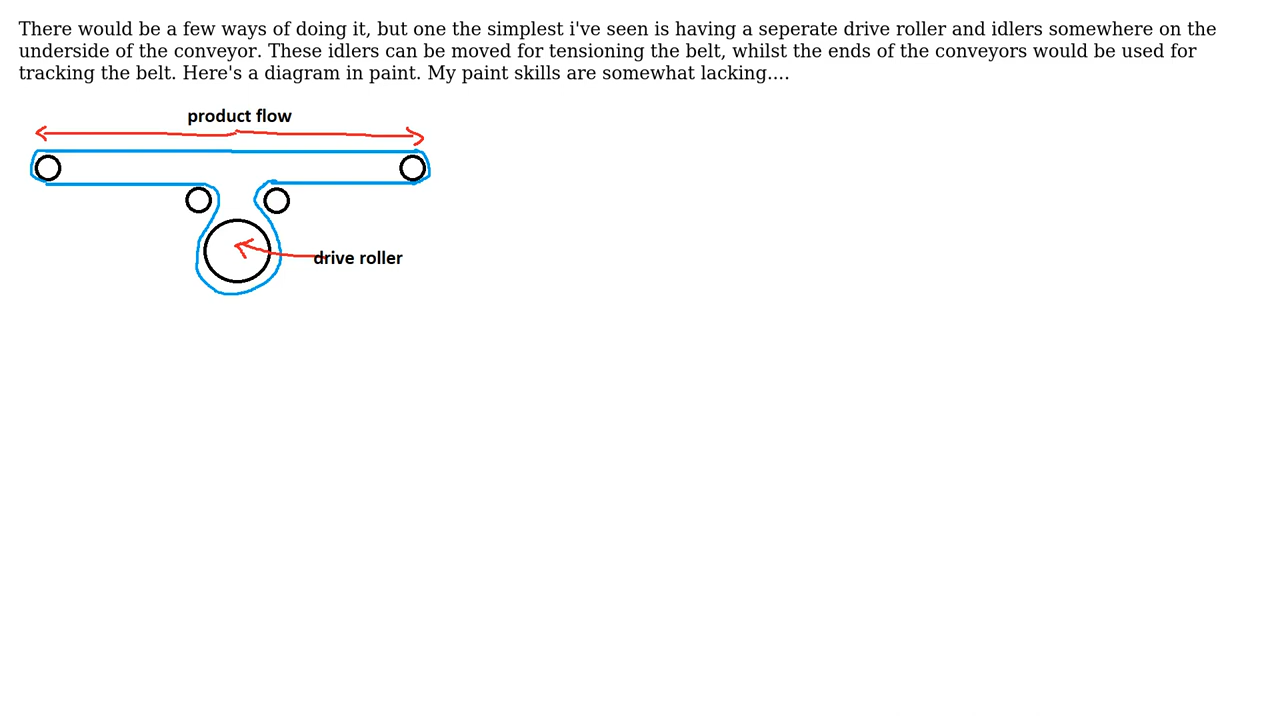 There would be a few ways of doing it, but one the simplest i've seen is having a seperate drive roller and idlers somewhere on the
underside of the conveyor. These idlers can be moved for tensioning the belt, whilst the ends of the conveyors would be used for
tracking the belt. Here's a diagram in paint. My paint skills are somewhat lacking....
product flow
drive roller